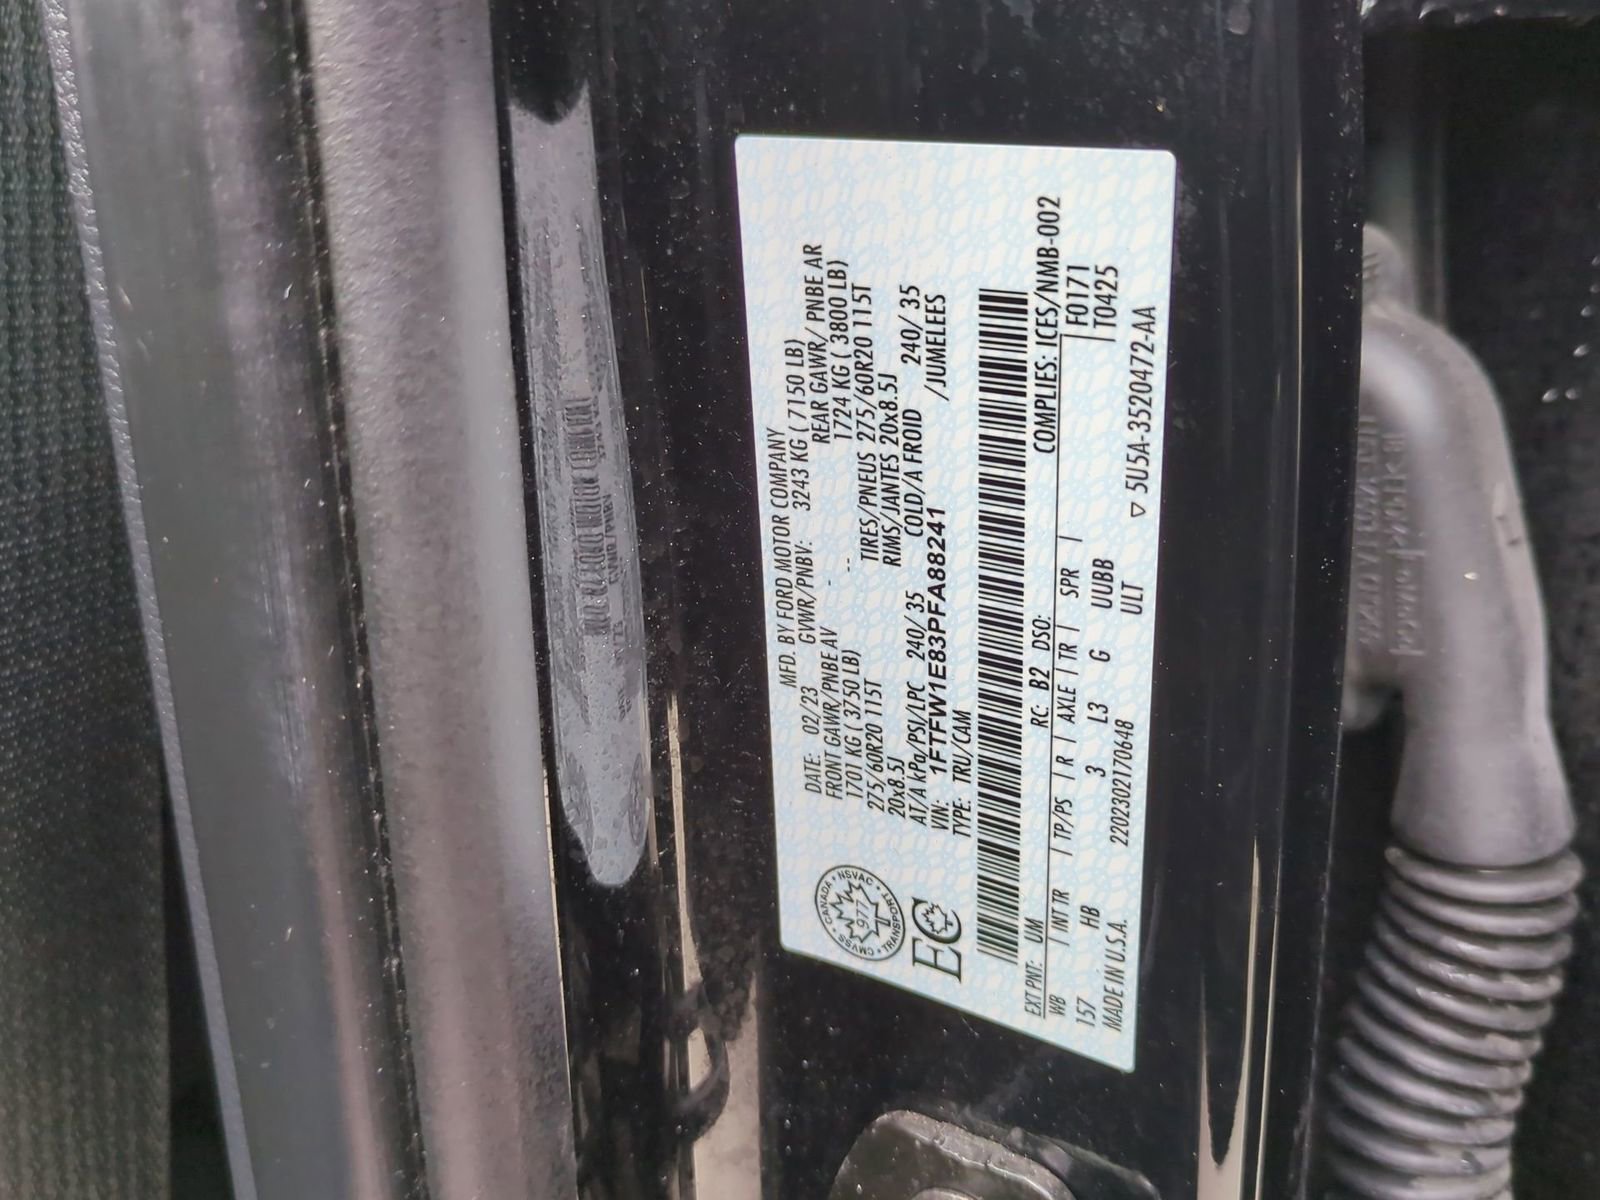 MFD. BY FORD MOTOR COMPANY
DATE: 02/23 GVWR/PNBV: 3243 KG ( 7150 LB)
FRONT GAWR/PNBE AV REAR GAWR/ PNBE AR
1701 KG ( 3750 LB) -- 1724 KG ( 3800 LB)
275/60R20 115T TIRES/PNEUS 275/60R20 115T
20x8.5J RIMS/JANTES 20x8.5J
AT/A kPa/PSI/LPC 240/ 35 COLD/A FROID 240/ 35
VIN: 1FTFW1E83PFA88241 /JUMELEES
TYPE: TRU/CAM
CANADA • NSVAC • TRANSPORT • CMVSS
977
EC
COMPLIES: ICES/NMB-002
EXT PNT: UM RC: B2 DSO:
WB | INT TR | TP/PS | R | AXLE | TR | SPR | F0171
157 HB 3 L3 G UUBB T0425
ULT
MADE IN U.S.A. 220230217064B
▽ 5U5A-3520472-AA